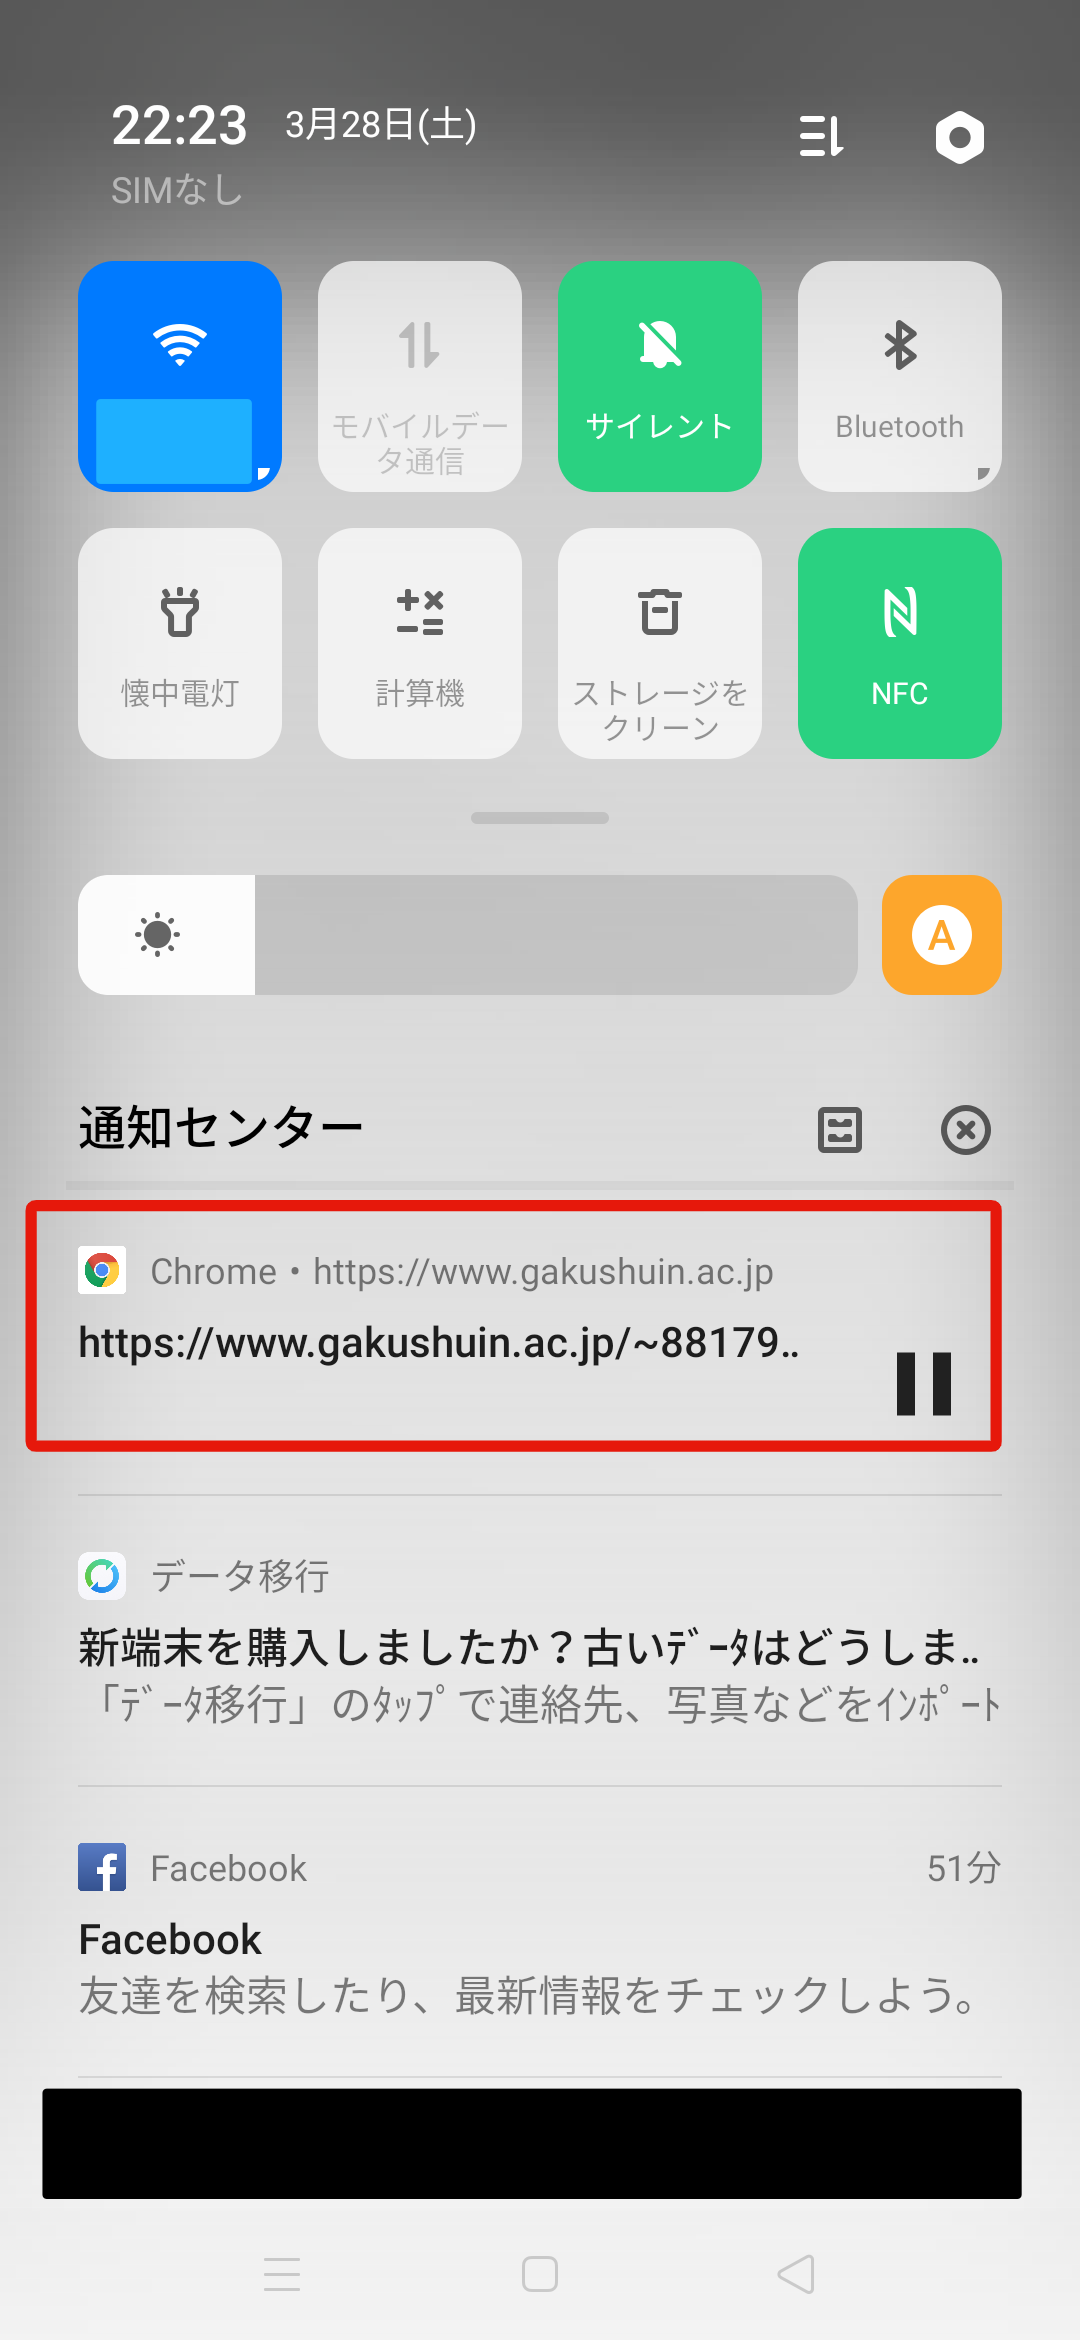 22:23 3月28日(土)
SIMなし
モバイルデー
タ通信
サイレント
Bluetooth
懐中電灯
計算機
ストレージを
クリーン
NFC
A
通知センター
Chrome • https://www.gakushuin.ac.jp
https://www.gakushuin.ac.jp/~88179..
データ移行
新端末を購入しましたか？古いﾃﾞｰﾀはどうしま..
「ﾃﾞｰﾀ移行」のﾀｯﾌﾟで連絡先、写真などをｲﾝﾎﾟｰﾄ
Facebook 51分
Facebook
友達を検索したり、最新情報をチェックしよう。